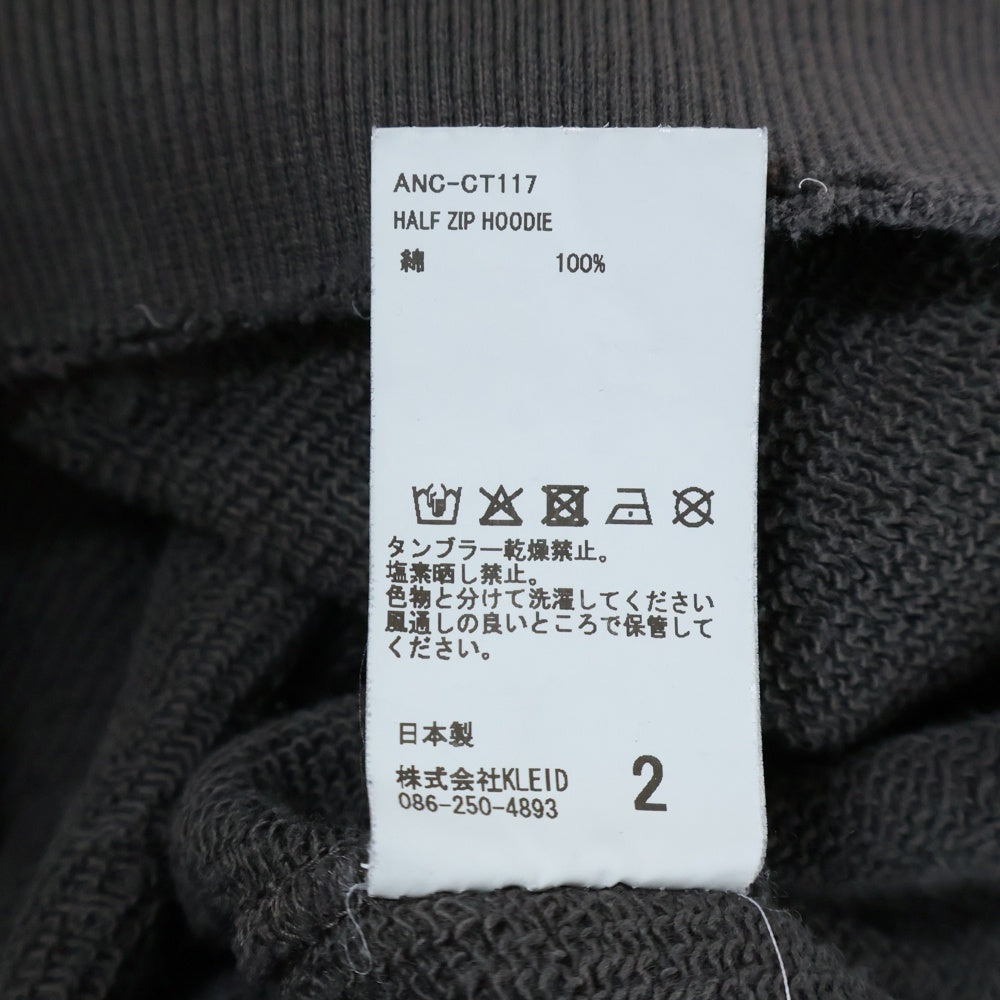 ANC-CT117
HALF ZIP HOODIE
綿 100%
タンブラー乾燥禁止。
塩素晒し禁止。
色物と分けて洗濯してください
風通しの良いところで保管して
ください。
日本製
株式会社KLEID
086-250-4893
2